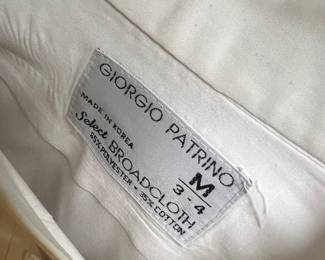 GIORGIO PATRINO
MADE IN KOREA
M
Select
3-4
BROADCLOTH
65% POLYESTER - 35% COTTON